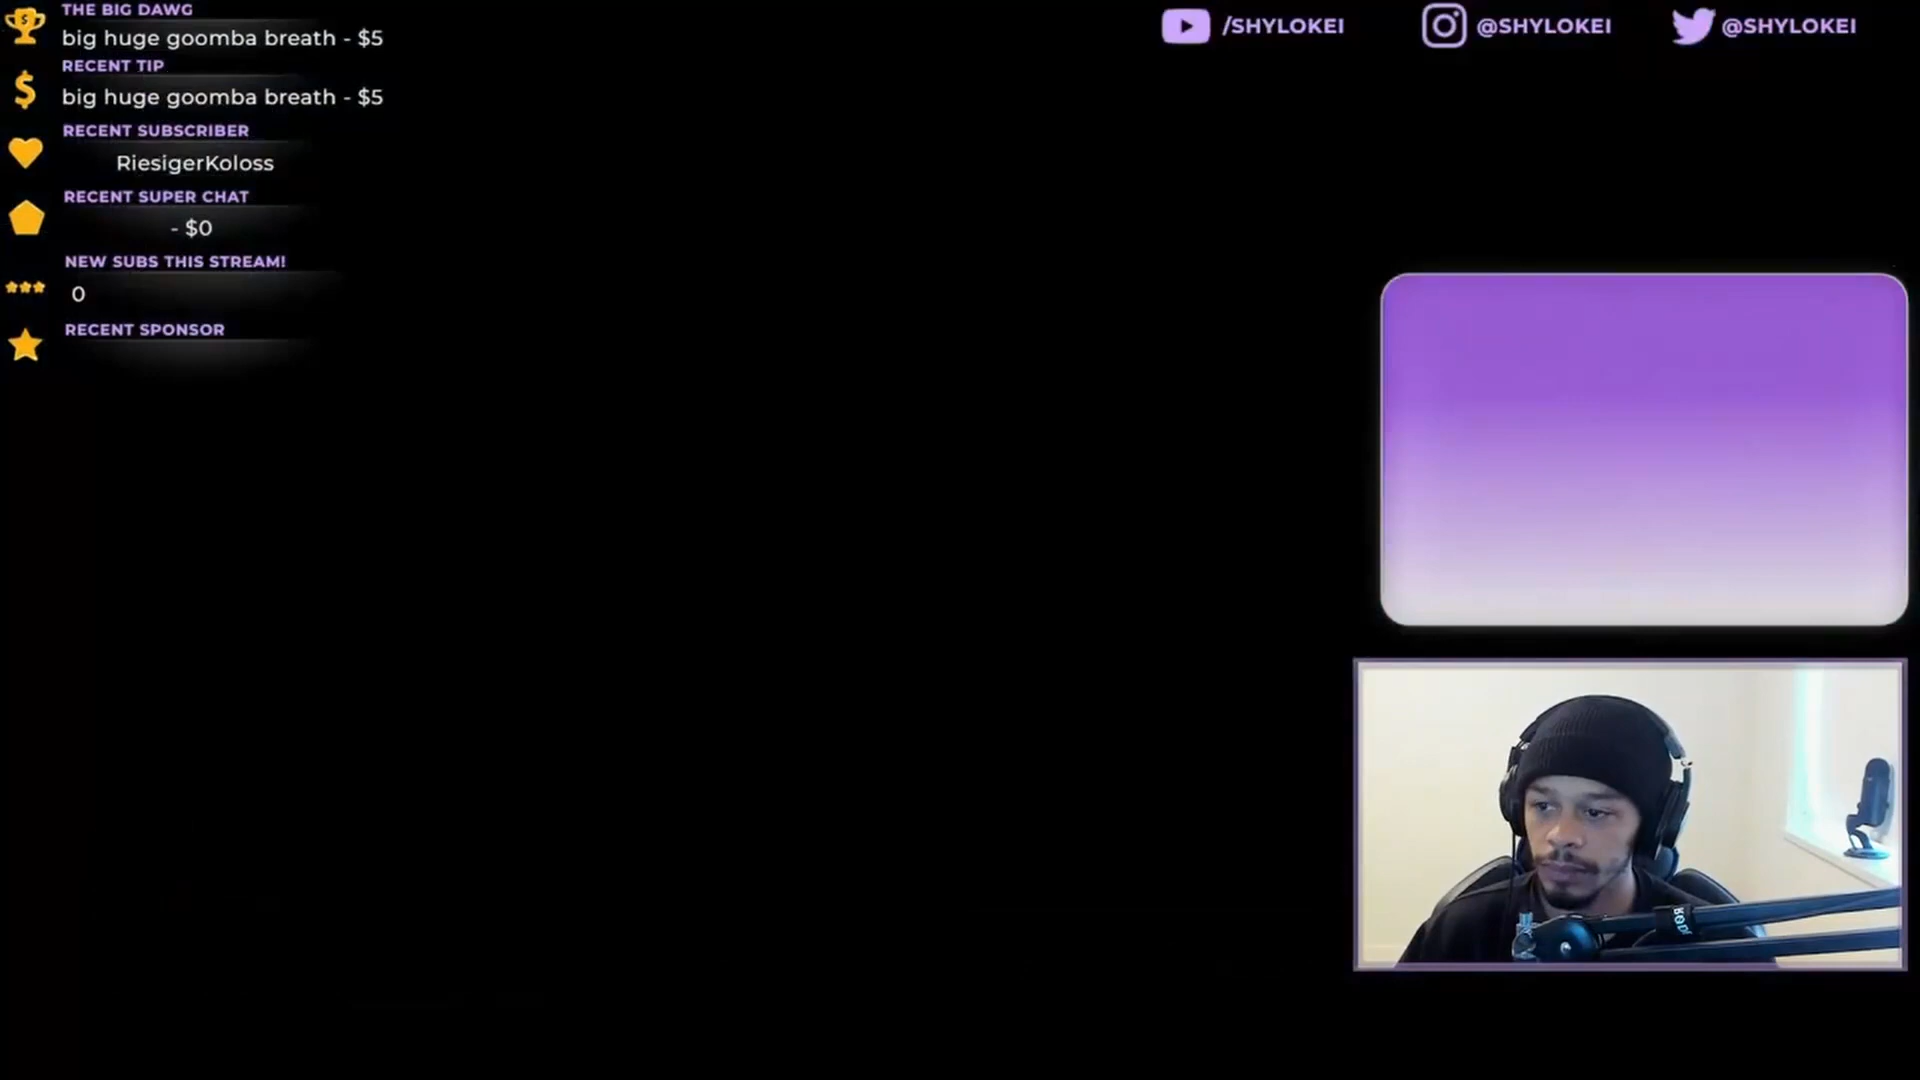 THE BIG DAWG
big huge goomba breath - $5
RECENT TIP
big huge goomba breath - $5
RECENT SUBSCRIBER
RiesigerKoloss
RECENT SUPER CHAT
- $0
NEW SUBS THIS STREAM!
0
RECENT SPONSOR
/SHYLOKEI
@SHYLOKEI
@SHYLOKEI